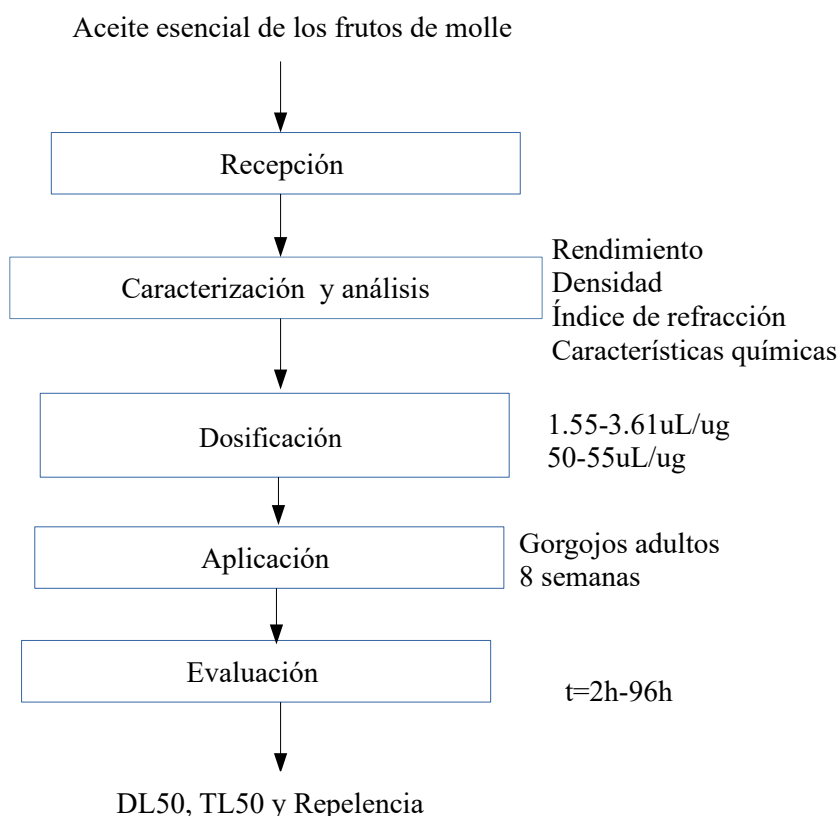 Aceite esencial de los frutos de molle
Recepción
Caracterización y análisis
Rendimiento
Densidad
Índice de refracción
Características químicas
Dosificación
1.55-3.61uL/ug
50-55uL/ug
Aplicación
Gorgojos adultos
8 semanas
Evaluación
t=2h-96h
DL50, TL50 y Repelencia